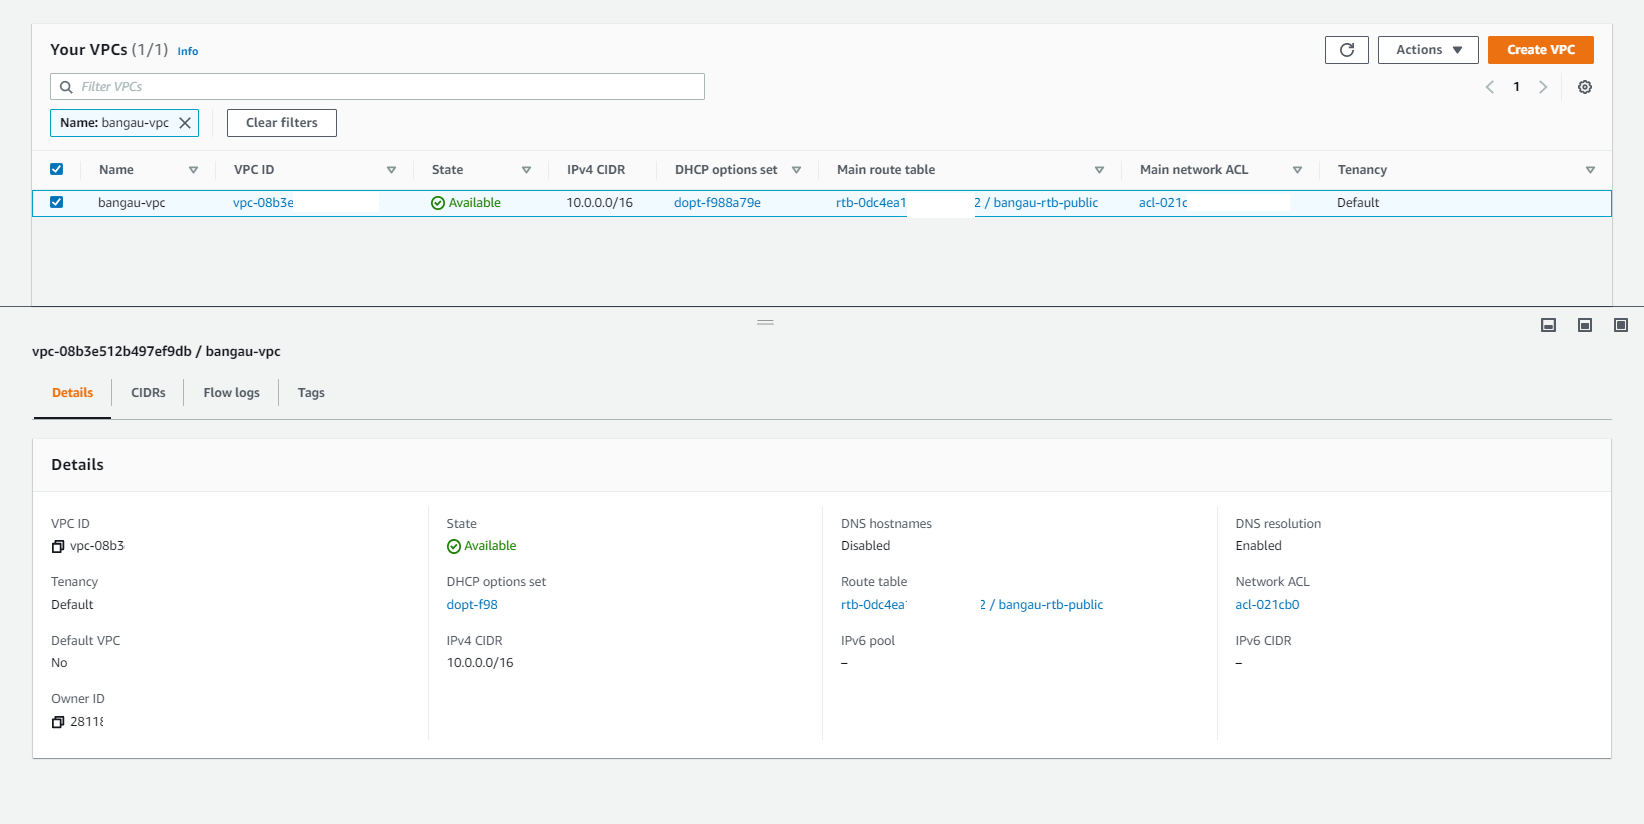 Your VPCs (1/1) Info
Actions
Create VPC
Filter VPCs
1
Name: bangau-vpc
Clear filters
Name VPC ID State IPv4 CIDR DHCP options set Main route table Main network ACL Tenancy
bangau-vpc vpc-08b3e Available 10.0.0.0/16 dopt-f988a79e rtb-0dc4ea1 2 / bangau-rtb-public acl-021c Default
vpc-08b3e512b497ef9db / bangau-vpc
Details CIDRs Flow logs Tags
Details
VPC ID State DNS hostnames DNS resolution
vpc-08b3 Available Disabled Enabled
Tenancy DHCP options set Route table Network ACL
Default dopt-f98 rtb-0dc4ea 2 / bangau-rtb-public acl-021cb0
Default VPC IPv4 CIDR IPv6 pool IPv6 CIDR
No 10.0.0.0/16 – –
Owner ID
28118